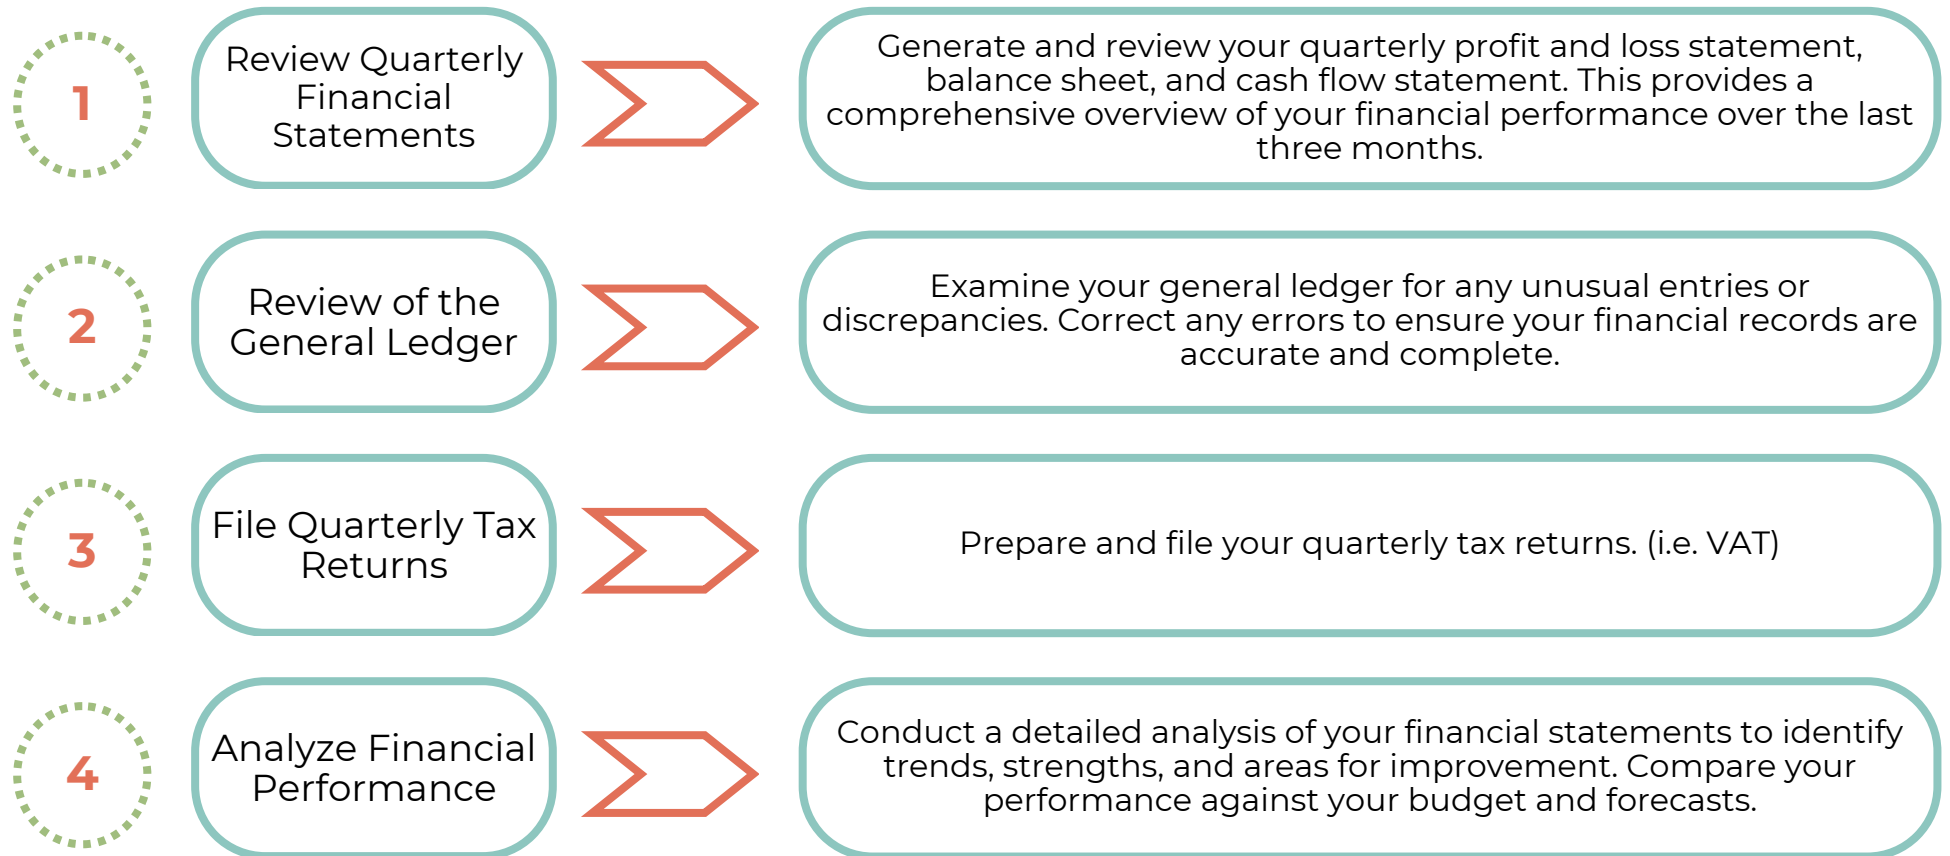 1
Review Quarterly
Financial
Statements
Generate and review your quarterly profit and loss statement,
balance sheet, and cash flow statement. This provides a
comprehensive overview of your financial performance over the last
three months.
2
Review of the
General Ledger
Examine your general ledger for any unusual entries or
discrepancies. Correct any errors to ensure your financial records are
accurate and complete.
3
File Quarterly Tax
Returns
Prepare and file your quarterly tax returns. (i.e. VAT)
4
Analyze Financial
Performance
Conduct a detailed analysis of your financial statements to identify
trends, strengths, and areas for improvement. Compare your
performance against your budget and forecasts.